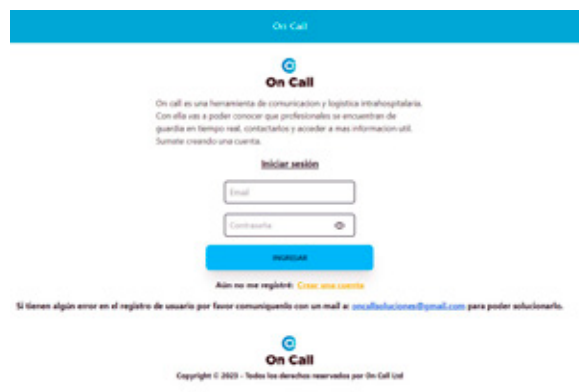 On Call
On Call
On call es una herramienta de comunicacion y logistica intrahospitalaria.
Con ella vas a poder conocer que profesionales se encuentran de
guardia en tiempo real, contactarlos y acceder a mas informacion util.
Sumate creando una cuenta.
Iniciar sesión
Email
Contraseña
INGRESAR
Aún no me registré: Crear una cuenta
Si tienen algún error en el registro de usuario por favor comuniquenlo con un mail a: oncallsoluciones@gmail.com para poder solucionarlo.
On Call
Copyright © 2023 - Todos los derechos reservados por On Call Ltd